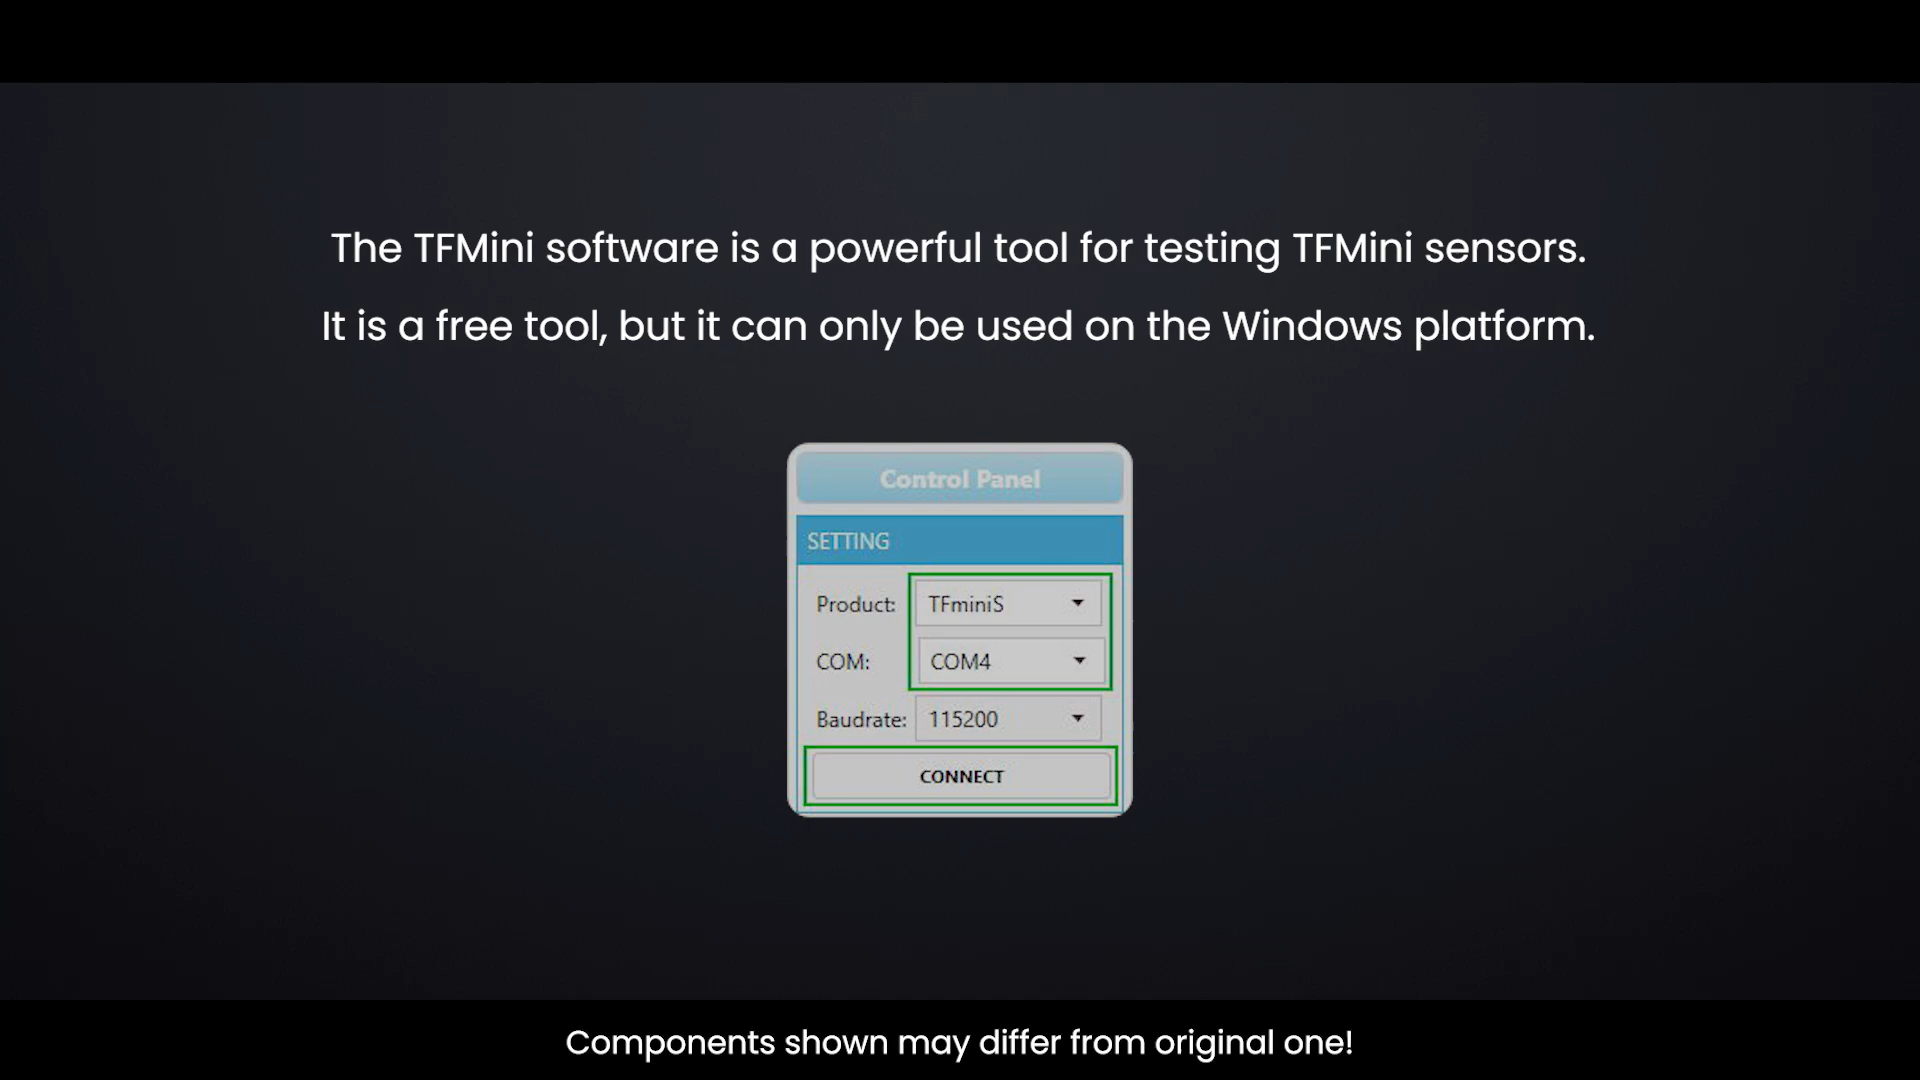 The TFMini software is a powerful tool for testing TFMini sensors.
It is a free tool, but it can only be used on the Windows platform.
Control Panel
SETTING
Product: TFminiS
COM: COM4
Baudrate: 115200
CONNECT
Components shown may differ from original one!